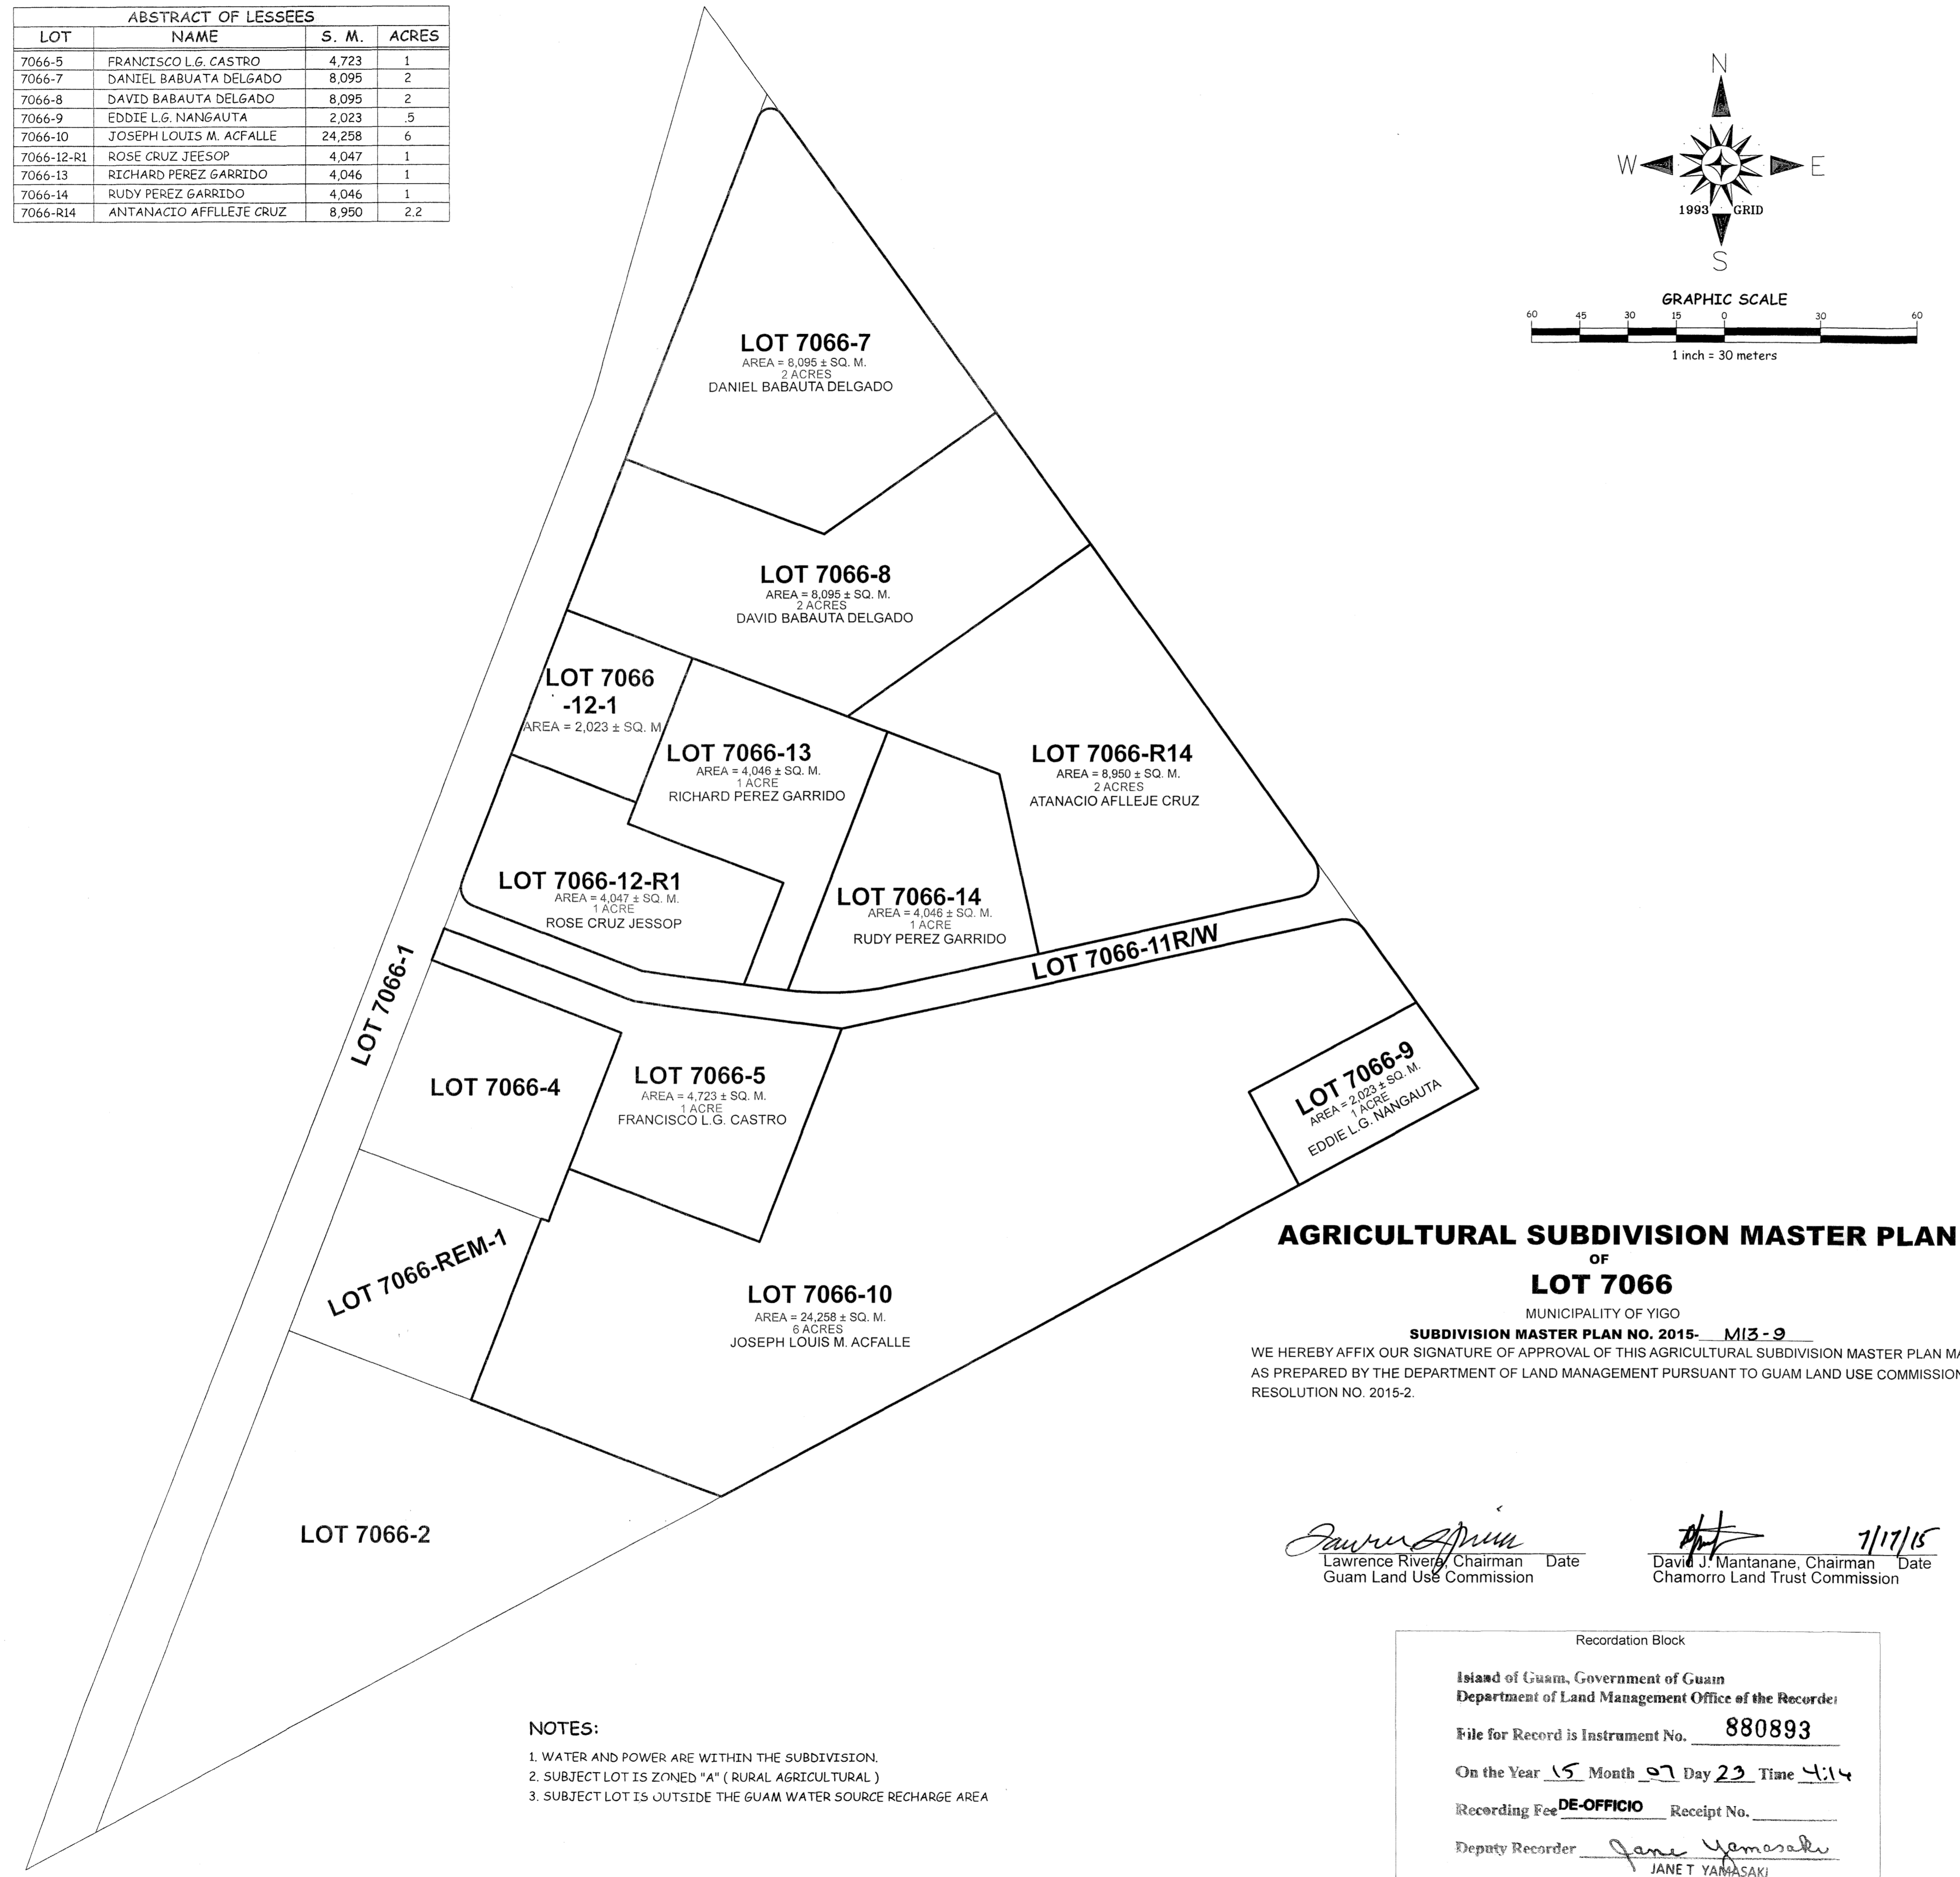 ABSTRACT OF LESSEES
LOT NAME S. M. ACRES
7066-5 FRANCISCO L.G. CASTRO 4,723 1
7066-7 DANIEL BABUATA DELGADO 8,095 2
7066-8 DAVID BABAUTA DELGADO 8,095 2
7066-9 EDDIE L.G. NANGAUTA 2,023 .5
7066-10 JOSEPH LOUIS M. ACFALLE 24,258 6
7066-12-R1 ROSE CRUZ JEESOP 4,047 1
7066-13 RICHARD PEREZ GARRIDO 4,046 1
7066-14 RUDY PEREZ GARRIDO 4,046 1
7066-R14 ANTANACIO AFFLLEJE CRUZ 8,950 2.2
N
W E
1993 GRID
S
GRAPHIC SCALE
60 45 30 15 0 30 60
1 inch = 30 meters
LOT 7066-7
AREA = 8,095 ± SQ. M.
2 ACRES
DANIEL BABAUTA DELGADO
LOT 7066-8
AREA = 8,095 ± SQ. M.
2 ACRES
DAVID BABAUTA DELGADO
LOT 7066
-12-1
AREA = 2,023 ± SQ. M
LOT 7066-13
AREA = 4,046 ± SQ. M.
1 ACRE
RICHARD PEREZ GARRIDO
LOT 7066-R14
AREA = 8,950 ± SQ. M.
2 ACRES
ATANACIO AFLLEJE CRUZ
LOT 7066-12-R1
AREA = 4,047 ± SQ. M.
1 ACRE
ROSE CRUZ JESSOP
LOT 7066-14
AREA = 4,046 ± SQ. M.
1 ACRE
RUDY PEREZ GARRIDO
LOT 7066-11R/W
LOT 7066-1
LOT 7066-4
LOT 7066-5
AREA = 4,723 ± SQ. M.
1 ACRE
FRANCISCO L.G. CASTRO
LOT 7066-9
AREA = 2,023 ± SQ. M.
1 ACRE
EDDIE L.G. NANGAUTA
LOT 7066-REM-1
LOT 7066-10
AREA = 24,258 ± SQ. M.
6 ACRES
JOSEPH LOUIS M. ACFALLE
LOT 7066-2
AGRICULTURAL SUBDIVISION MASTER PLAN
OF
LOT 7066
MUNICIPALITY OF YIGO
SUBDIVISION MASTER PLAN NO. 2015- M13-9
WE HEREBY AFFIX OUR SIGNATURE OF APPROVAL OF THIS AGRICULTURAL SUBDIVISION MASTER PLAN MA
AS PREPARED BY THE DEPARTMENT OF LAND MANAGEMENT PURSUANT TO GUAM LAND USE COMMISSION
RESOLUTION NO. 2015-2.
7/17/15
Lawrence Rivera, Chairman Date
Guam Land Use Commission
David J. Mantanane, Chairman Date
Chamorro Land Trust Commission
Recordation Block
Island of Guam, Government of Guam
Department of Land Management Office of the Recorder
File for Record is Instrument No. 880893
On the Year 15 Month 07 Day 23 Time 4:14
Recording Fee DE-OFFICIO Receipt No.
Deputy Recorder Jane Yamasaki
JANET YAMASAKI
NOTES:
1. WATER AND POWER ARE WITHIN THE SUBDIVISION.
2. SUBJECT LOT IS ZONED "A" ( RURAL AGRICULTURAL )
3. SUBJECT LOT IS OUTSIDE THE GUAM WATER SOURCE RECHARGE AREA